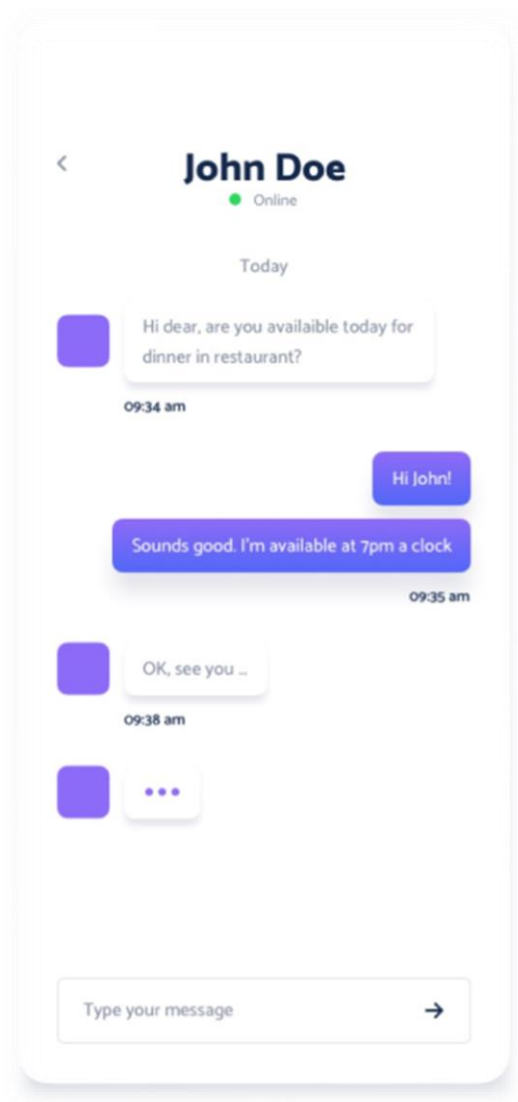 John Doe
Online
Today
Hi dear, are you availaible today for
dinner in restaurant?
09:34 am
Hi John!
Sounds good. I'm available at 7pm a clock
09:35 am
OK, see you ...
09:38 am
Type your message